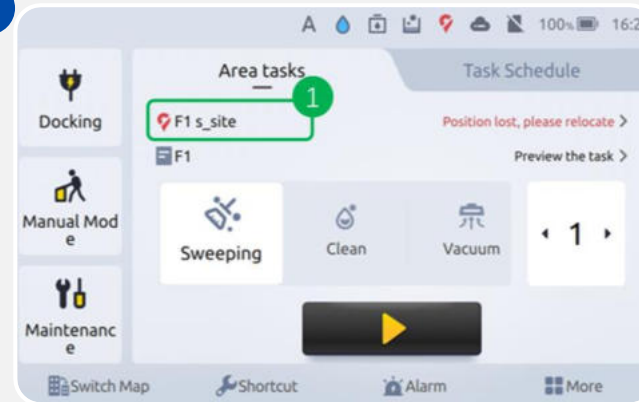 A 100% 16:2
Area tasks Task Schedule
1
Docking
F1 s_site Position lost, please relocate >
F1 Preview the task >
Manual Mod
e
Sweeping Clean Vacuum 1
Maintenanc
e
Switch Map Shortcut Alarm More